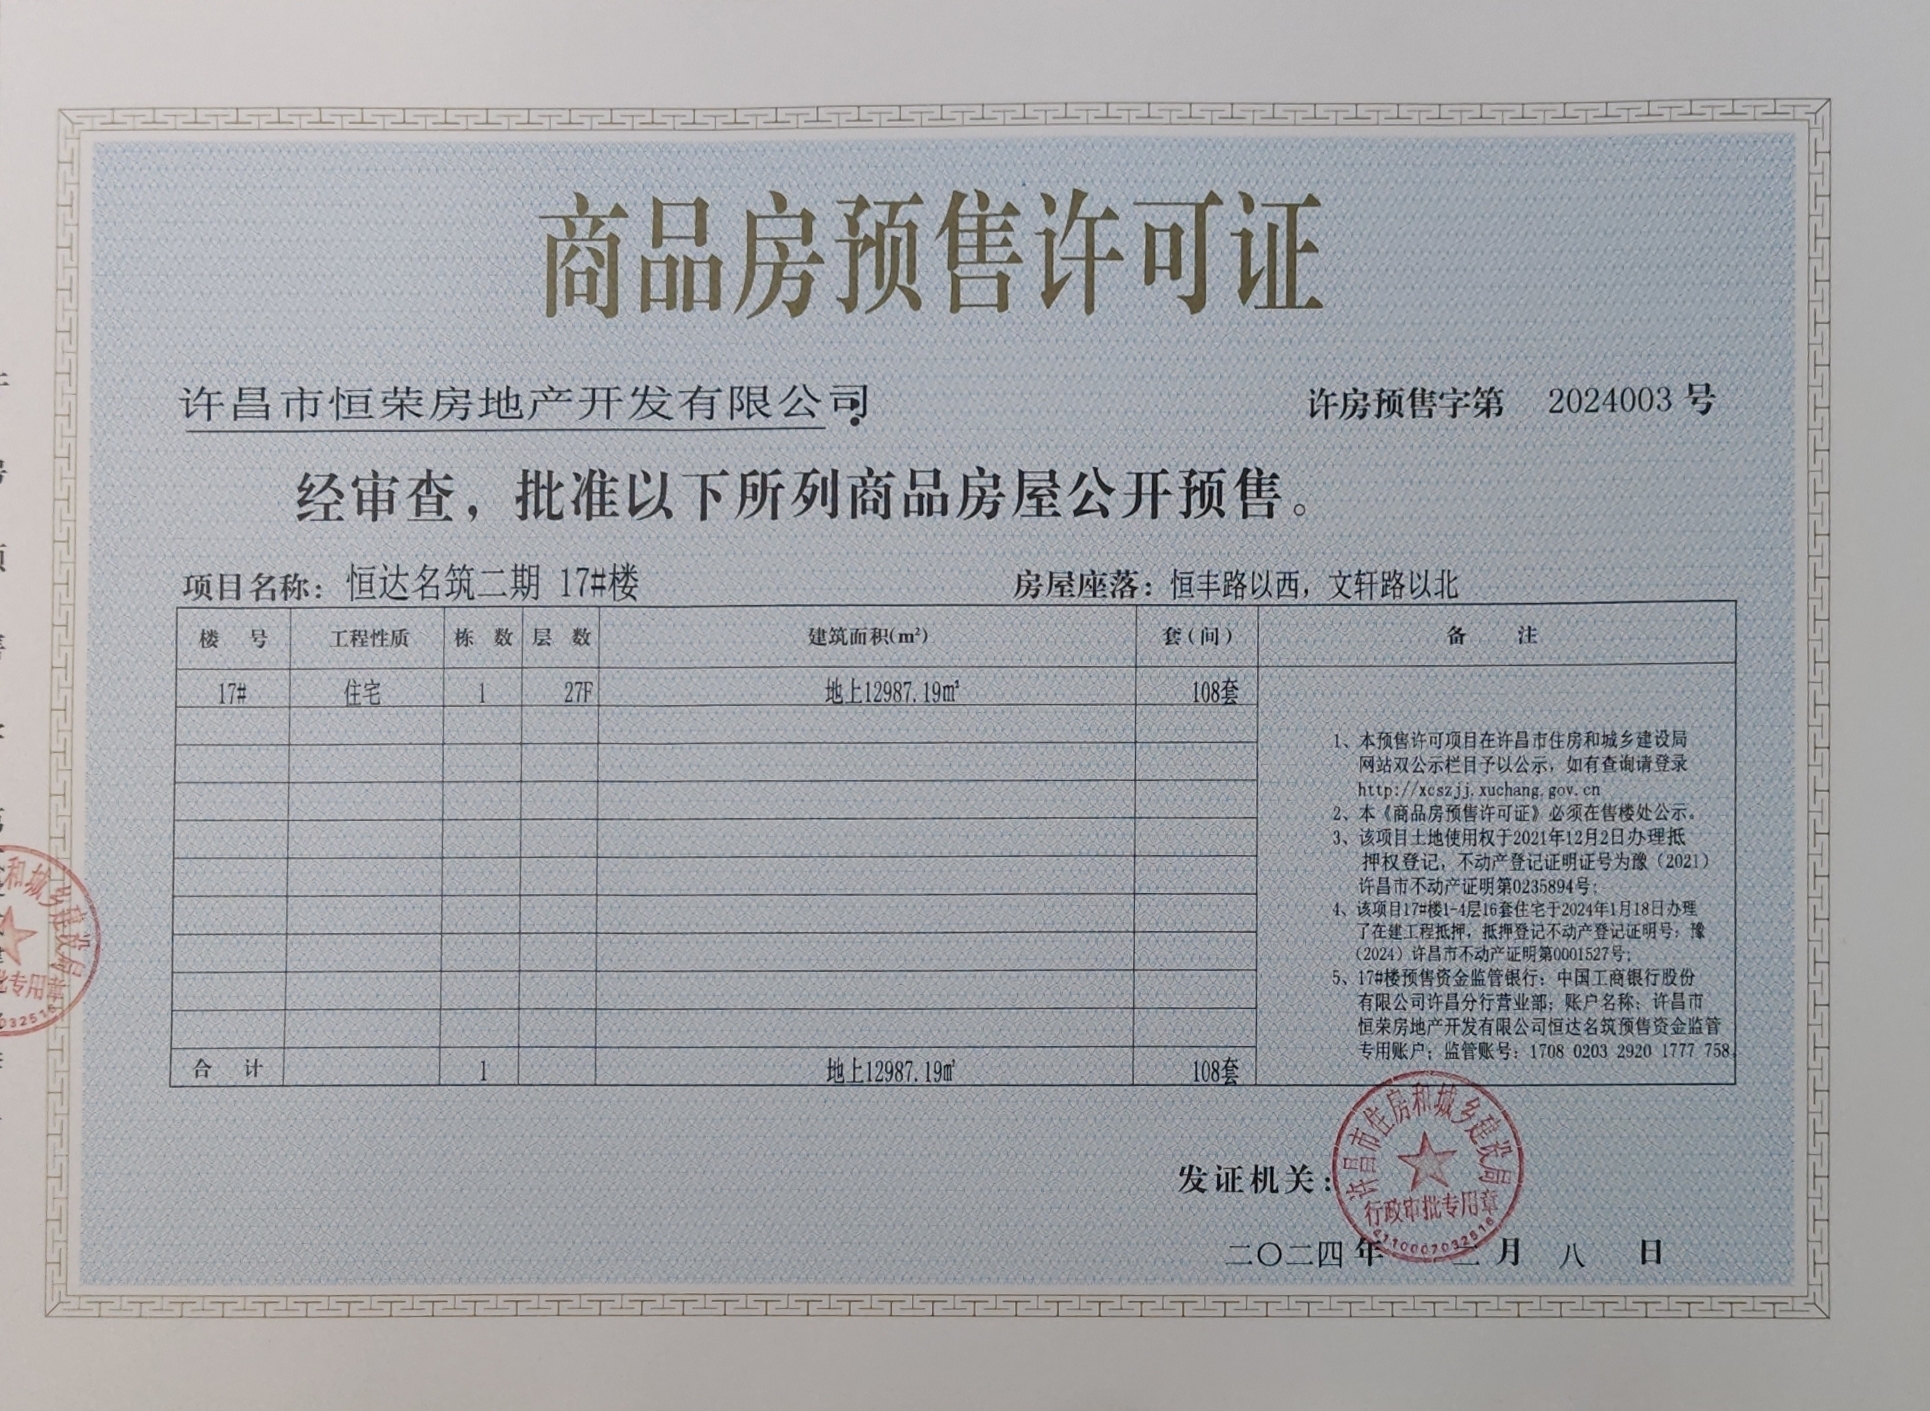 商品房预售许可证
许昌市恒荣房地产开发有限公司
许房预售字第 2024003 号
经审查，批准以下所列商品房屋公开预售。
项目名称：恒达名筑二期 17#楼
房屋座落：恒丰路以西，文轩路以北
楼 号 工程性质 栋 数 层 数 建筑面积(m²) 套(间) 备 注
17# 住宅 1 27F 地上12987.19㎡ 108套
1、本预售许可项目在许昌市住房和城乡建设局
网站双公示栏目予以公示，如有查询请登录
http://xcszjj.xuchang.gov.cn
2、本《商品房预售许可证》必须在售楼处公示。
3、该项目土地使用权于2021年12月2日办理抵
押权登记，不动产登记证明证号为豫（2021）
许昌市不动产证明第0235894号；
4、该项目17#楼1-4层16套住宅于2024年1月18日办理
了在建工程抵押，抵押登记不动产登记证明号：豫
（2024）许昌市不动产证明第0001527号；
5、17#楼预售资金监管银行：中国工商银行股份
有限公司许昌分行营业部；账户名称：许昌市
恒荣房地产开发有限公司恒达名筑预售资金监管
专用账户；监管账号：1708 0203 2920 1777 758
合 计 1 地上12987.19㎡ 108套
发证机关：
许昌市住房和城乡建设局
行政审批专用章
4110007032516
二〇二四 年 月 八 日
和城乡建设局
批专用章
032516